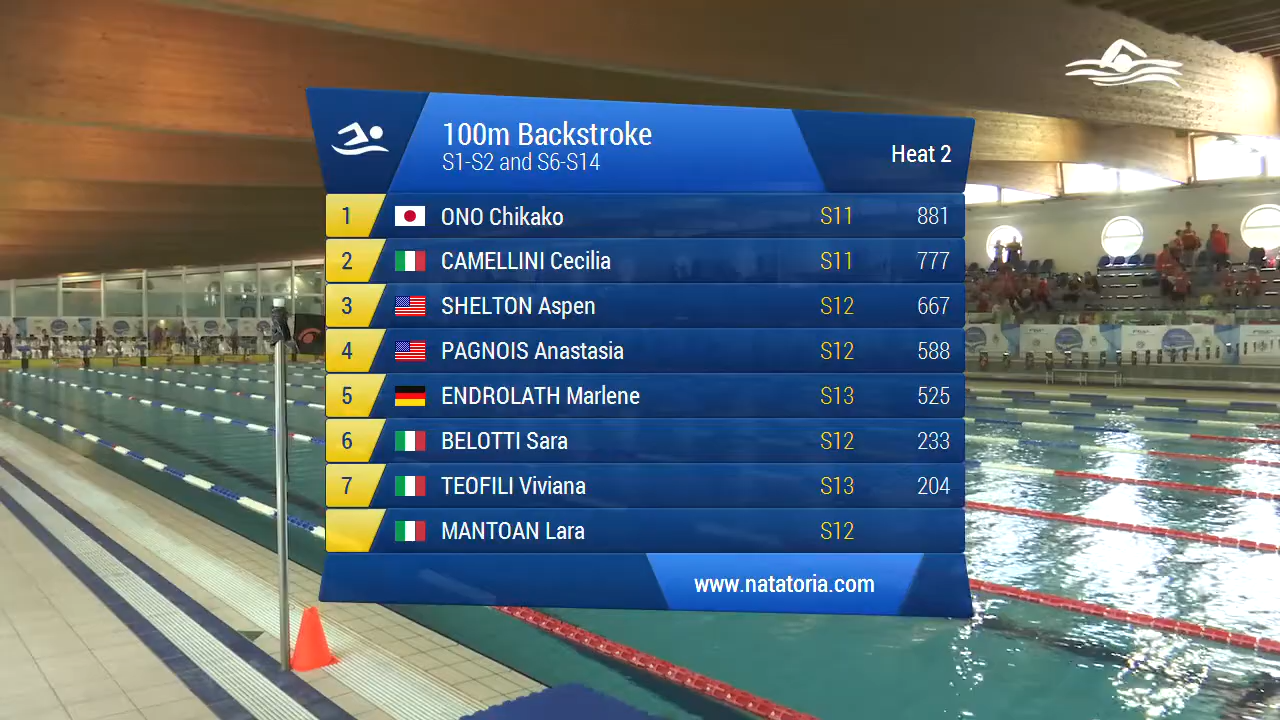 100m Backstroke
S1-S2 and S6-S14
Heat 2
1 ONO Chikako S11 881
2 CAMELLINI Cecilia S11 777
3 SHELTON Aspen S12 667
4 PAGNOIS Anastasia S12 588
5 ENDROLATH Marlene S13 525
6 BELOTTI Sara S12 233
7 TEOFILI Viviana S13 204
MANTOAN Lara S12
www.natatoria.com